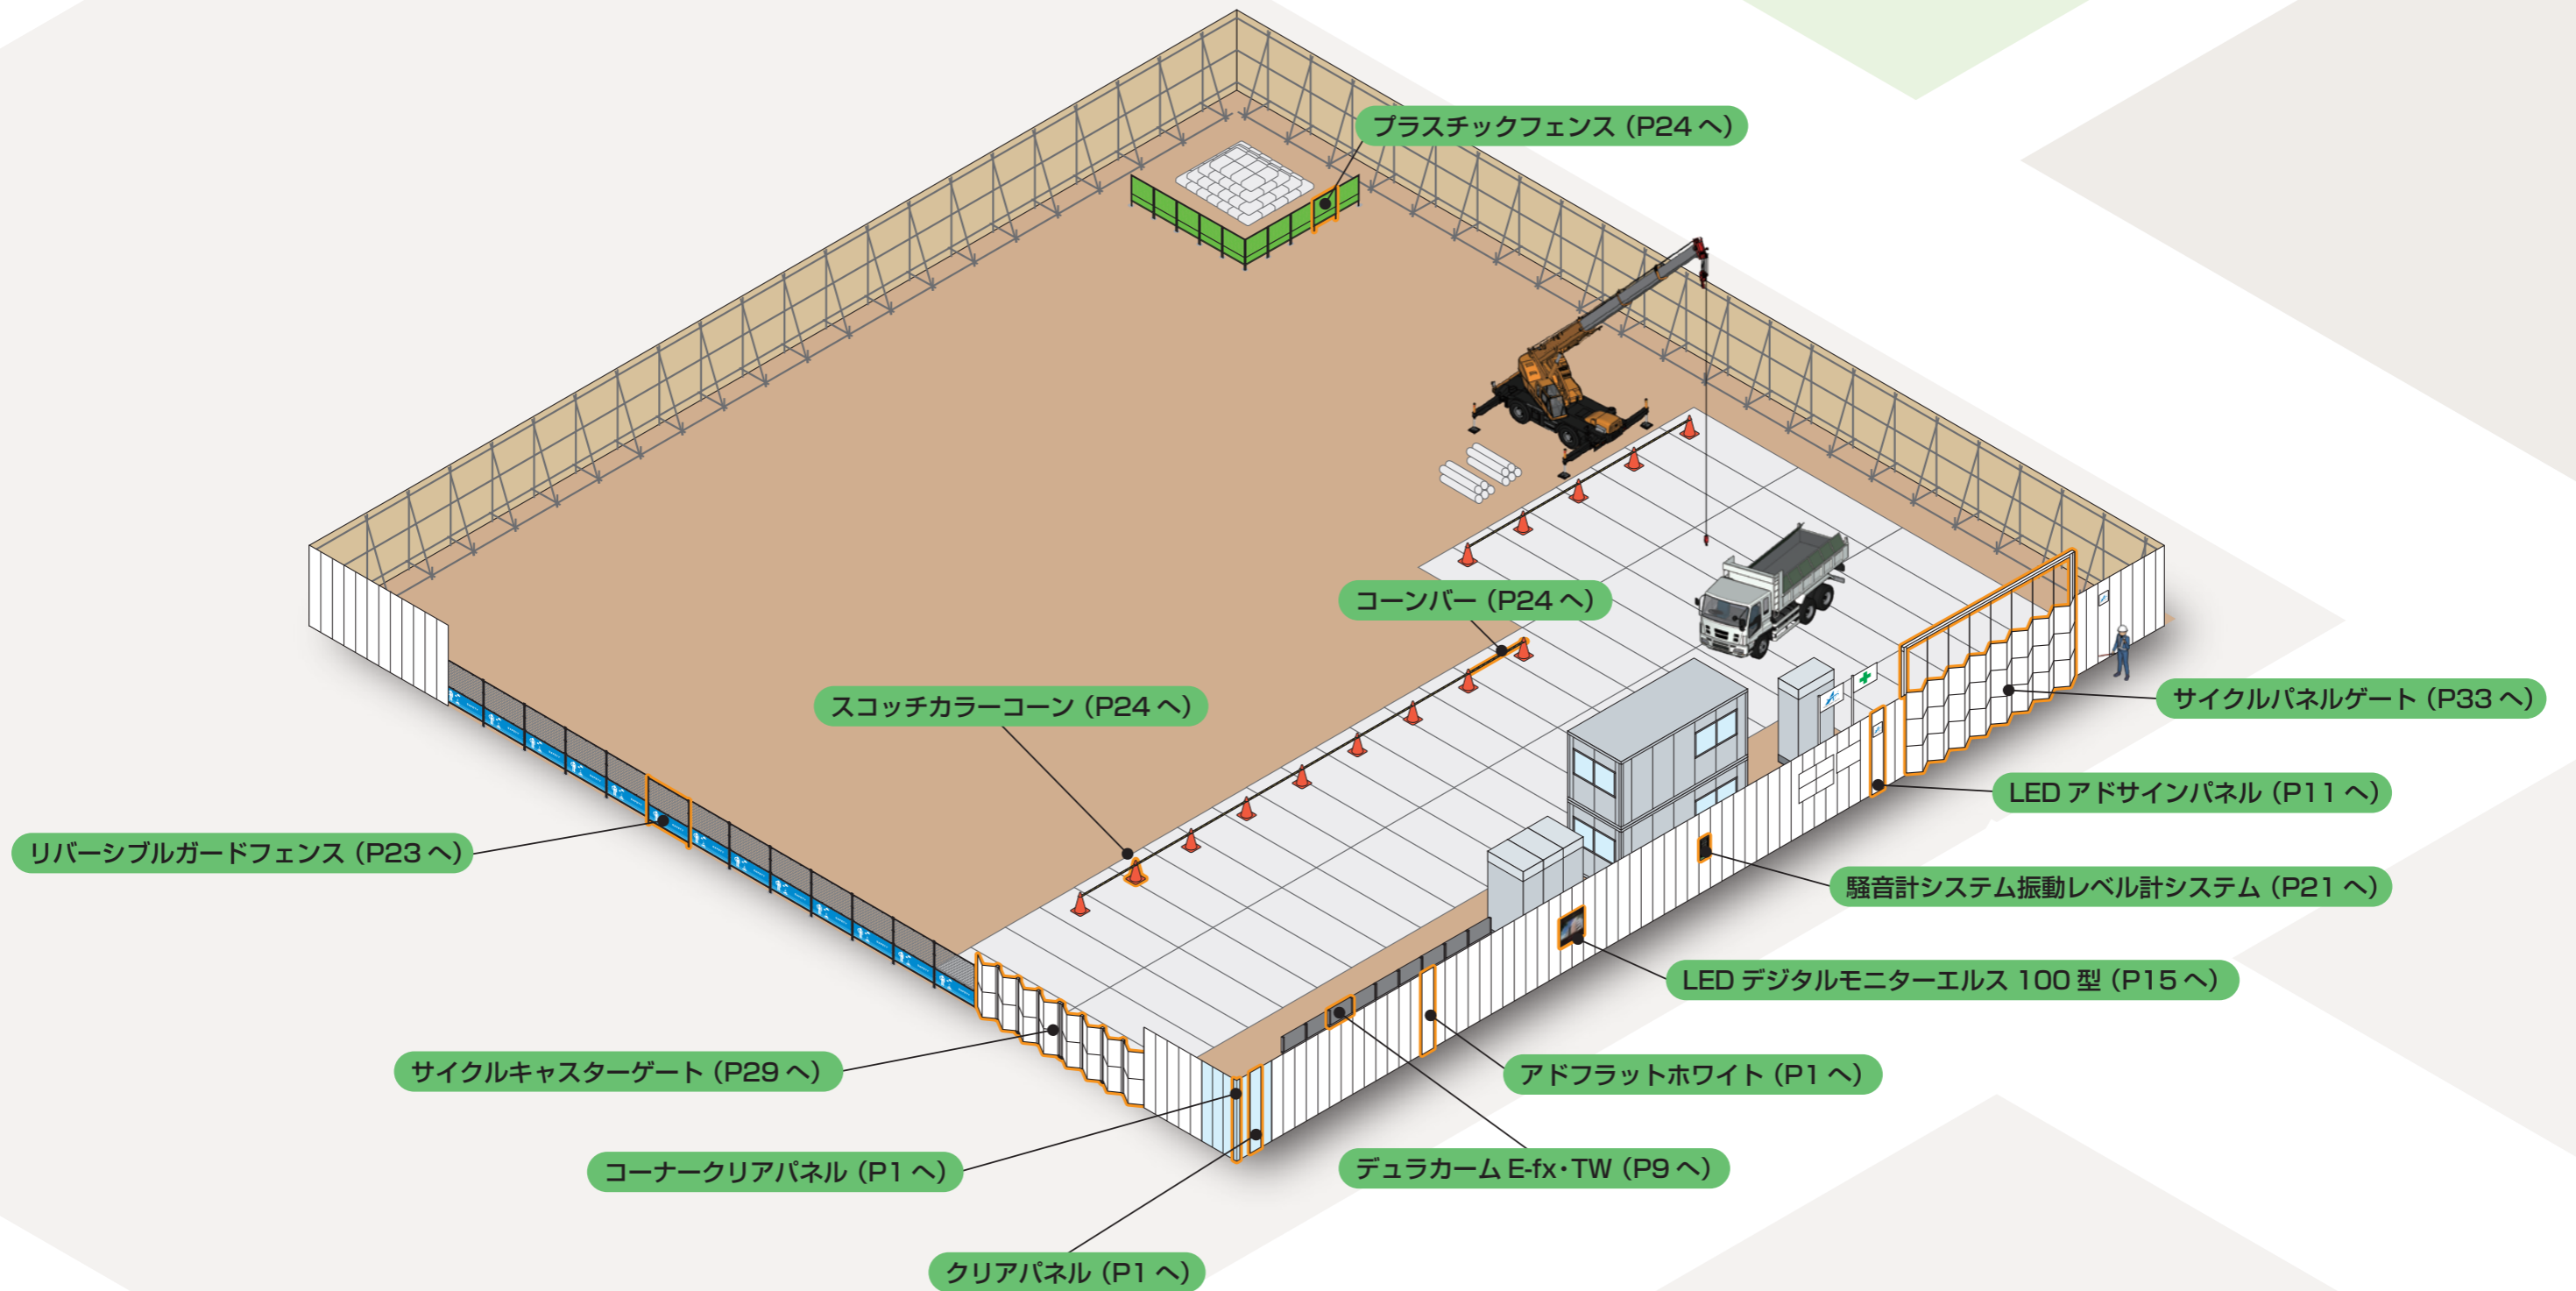 プラスチックフェンス（P24 へ）
コーンバー（P24 へ）
スコッチカラーコーン（P24 へ）
サイクルパネルゲート（P33 へ）
LED アドサインパネル（P11 へ）
リバーシブルガードフェンス（P23 へ）
騒音計システム振動レベル計システム（P21 へ）
LED デジタルモニターエルス 100 型（P15 へ）
サイクルキャスターゲート（P29 へ）
アドフラットホワイト（P1 へ）
コーナークリアパネル（P1 へ）
デュラカーム E-fx・TW（P9 へ）
クリアパネル（P1 へ）